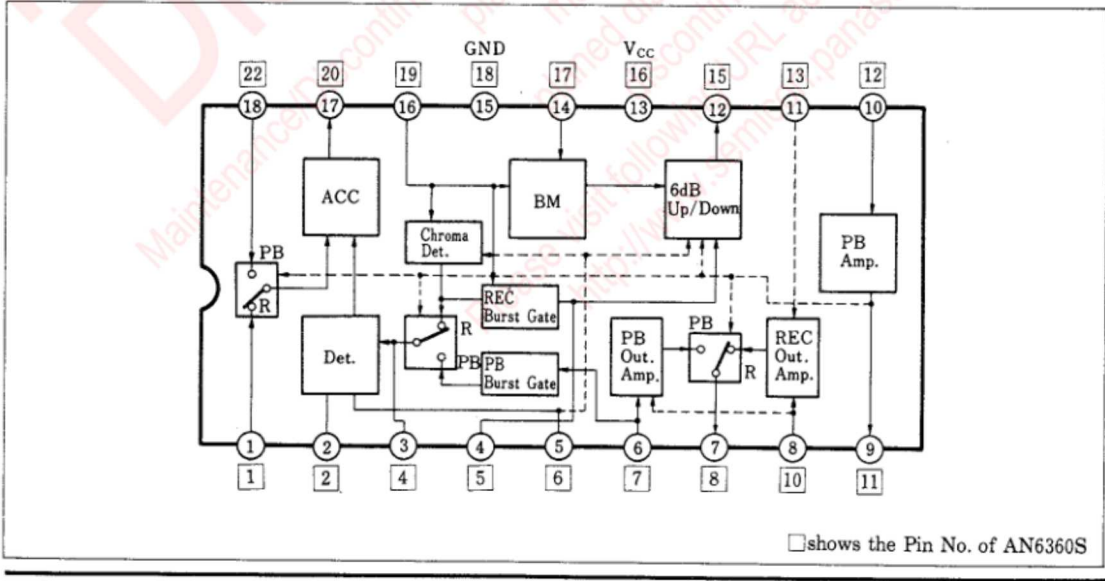 GND Vcc
22 20 19 18 17 16 15 13 12
18 17 16 15 14 13 12 11 10
ACC
BM
6dB
Up/Down
Chroma
Det.
PB
Amp.
PB
R
REC
Burst Gate
R
PB
PB
Burst Gate
Det.
PB
Out.
Amp.
PB
R
REC
Out.
Amp.
1 2 3 4 5 6 7 8 9
1 2 4 5 6 7 8 10 11
□shows the Pin No. of AN6360S